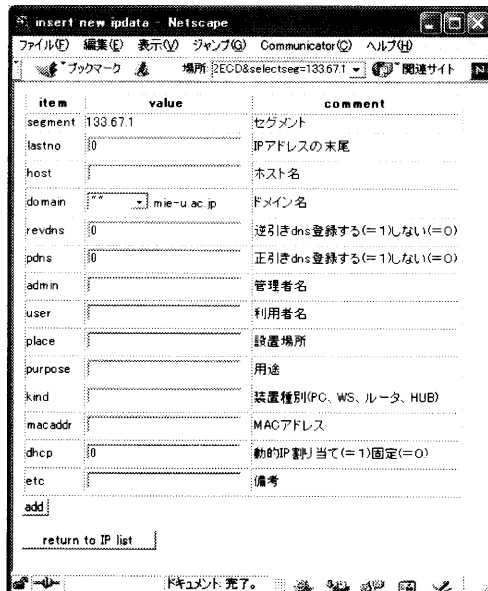 insert new ipdata - Netscape
ファイル(F) 編集(E) 表示(V) ジャンプ(G) Communicator(C) ヘルプ(H)
ブックマーク 場所: 2ECD&selectseg=133.67.1 関連サイト N
item value comment
segment 133.67.1 セグメント
lastno 0 IPアドレスの末尾
host ホスト名
domain "" .mie-u.ac.jp ドメイン名
revdns 0 逆引きdns登録する(=1)しない(=0)
pdns 0 正引きdns登録する(=1)しない(=0)
admin 管理者名
user 利用者名
place 設置場所
purpose 用途
kind 装置種別(PC、WS、ルータ、HUB)
macaddr MACアドレス
dhcp 0 動的IP割り当て(=1)固定(=0)
etc 備考
add
return to IP list
ドキュメント: 完了。